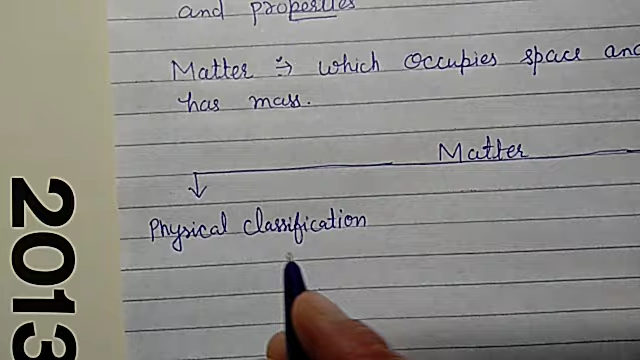 and properties
Matter ⇒ which occupies space and
has mass.
Matter
Physical classification
2013